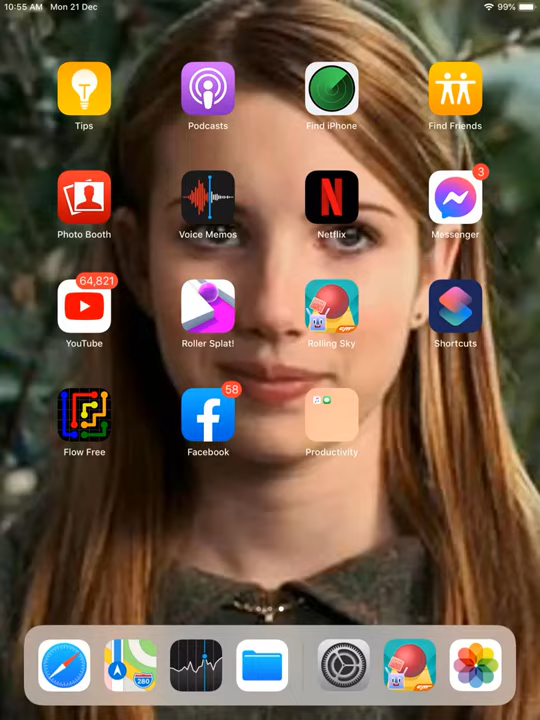 10:55 AM Mon 21 Dec 99%
Tips Podcasts Find iPhone Find Friends
3
Photo Booth Voice Memos Netflix Messenger
64,821
YouTube Roller Splat! Rolling Sky Shortcuts
58
Flow Free Facebook Productivity
280